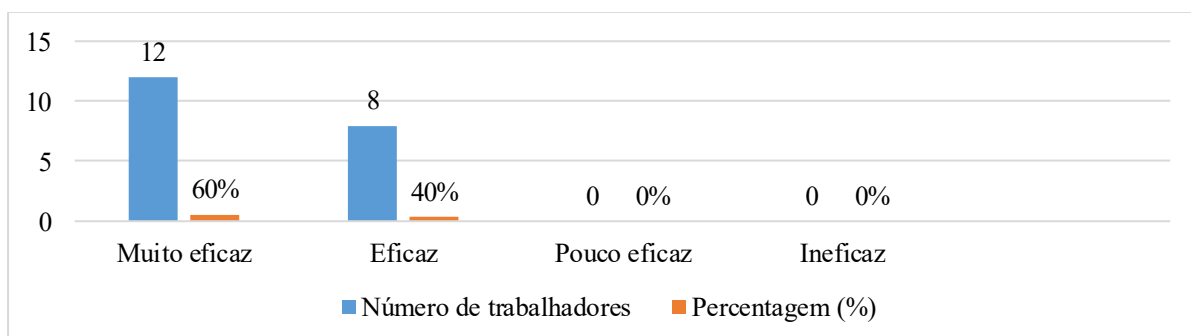 15
12
10
8
5
60%
40%
0 0% 0 0%
0
Muito eficaz Eficaz Pouco eficaz Ineficaz
Número de trabalhadores Percentagem (%)